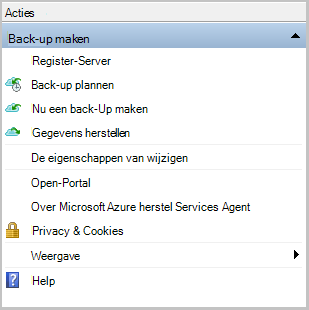 Acties
Back-up maken
Register-Server
Back-up plannen
Nu een back-Up maken
Gegevens herstellen
De eigenschappen van wijzigen
Open-Portal
Over Microsoft Azure herstel Services Agent
Privacy & Cookies
Weergave
Help